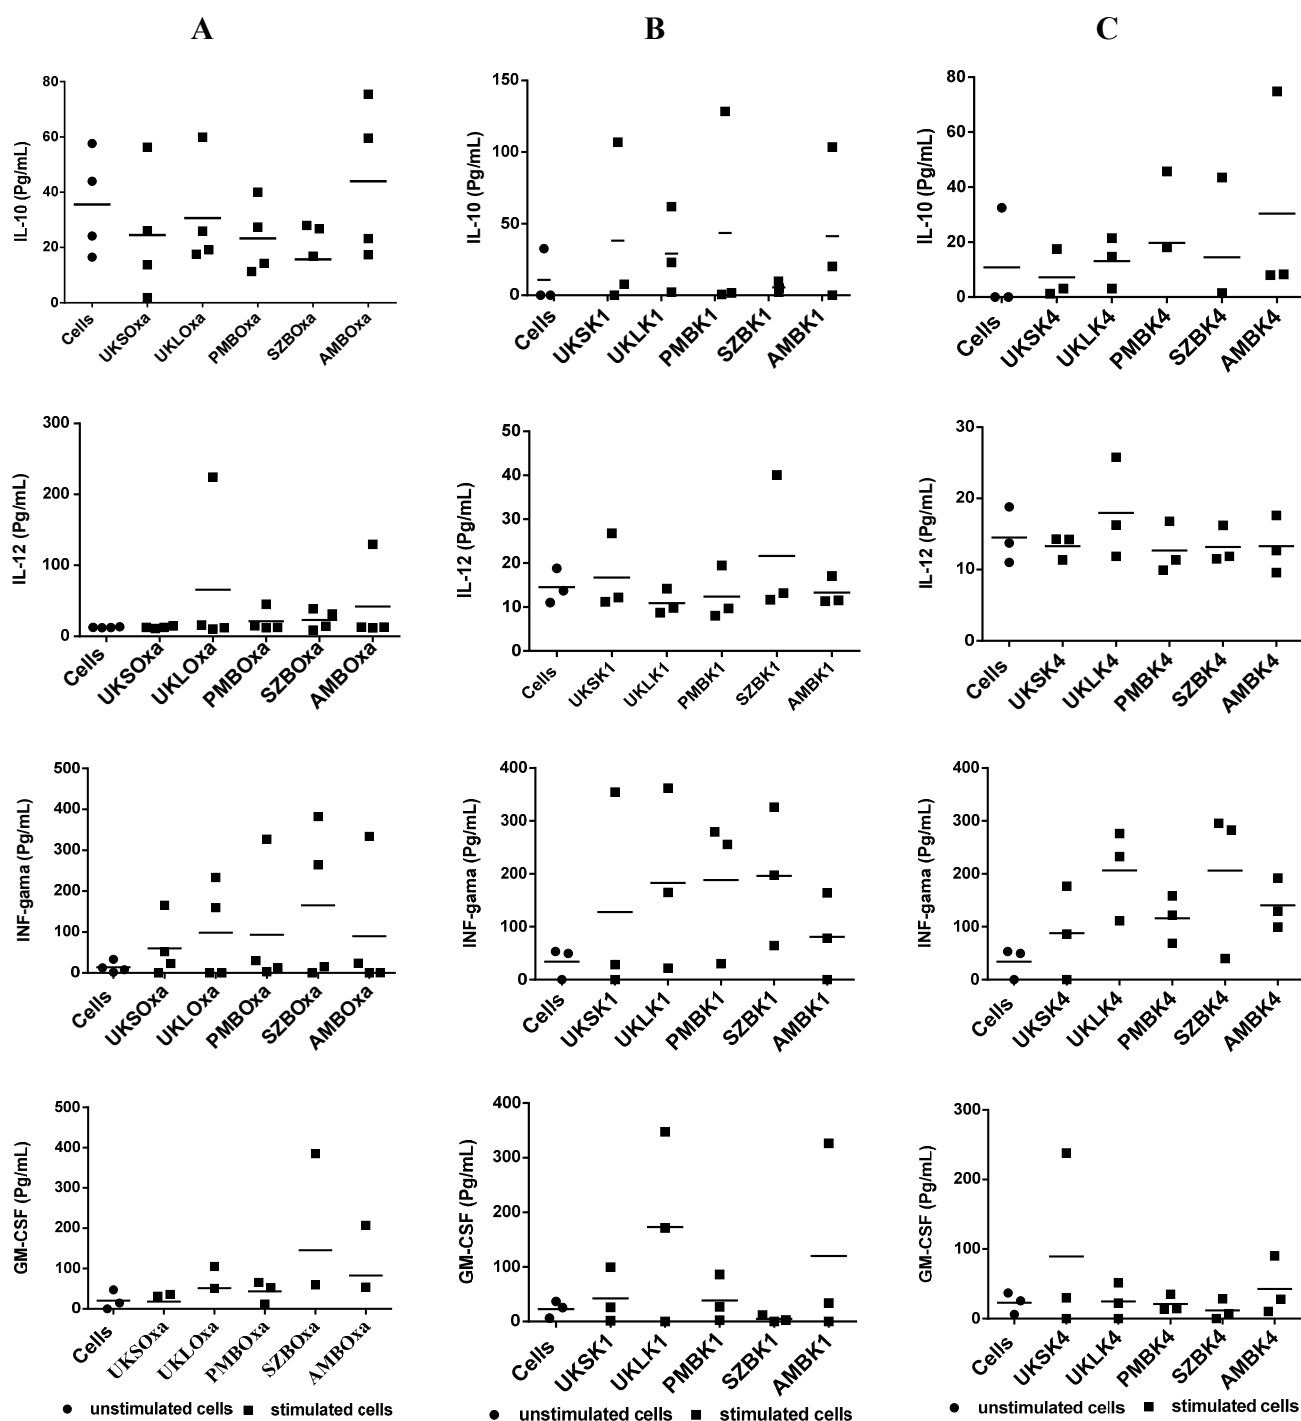 A B C
IL-10 (Pg/mL)
80
60
40
20
0
Cells UKSOxa UKLOxa PMBOxa SZBOxa AMBOxa
IL-10 (Pg/mL)
150
100
50
0
Cells UKSK1 UKLK1 PMBK1 SZBK1 AMBK1
IL-10 (Pg/mL)
80
60
40
20
0
Cells UKSK4 UKLK4 PMBK4 SZBK4 AMBK4
IL-12 (Pg/mL)
300
200
100
0
Cells UKSOxa UKLOxa PMBOxa SZBOxa AMBOxa
IL-12 (Pg/mL)
50
40
30
20
10
0
Cells UKSK1 UKLK1 PMBK1 SZBK1 AMBK1
IL-12 (Pg/mL)
30
20
10
0
Cells UKSK4 UKLK4 PMBK4 SZBK4 AMBK4
INF-gama (Pg/mL)
500
400
300
200
100
0
Cells UKSOxa UKLOxa PMBOxa SZBOxa AMBOxa
INF-gama (Pg/mL)
400
300
200
100
0
Cells UKSK1 UKLK1 PMBK1 SZBK1 AMBK1
INF-gama (Pg/mL)
400
300
200
100
0
Cells UKSK4 UKLK4 PMBK4 SZBK4 AMBK4
GM-CSF (Pg/mL)
500
400
300
200
100
0
Cells UKSOxa UKLOxa PMBOxa SZBOxa AMBOxa
unstimulated cells stimulated cells
GM-CSF (Pg/mL)
400
300
200
100
0
Cells UKSK1 UKLK1 PMBK1 SZBK1 AMBK1
unstimulated cells stimulated cells
GM-CSF (Pg/mL)
300
200
100
0
Cells UKSK4 UKLK4 PMBK4 SZBK4 AMBK4
unstimulated cells stimulated cells